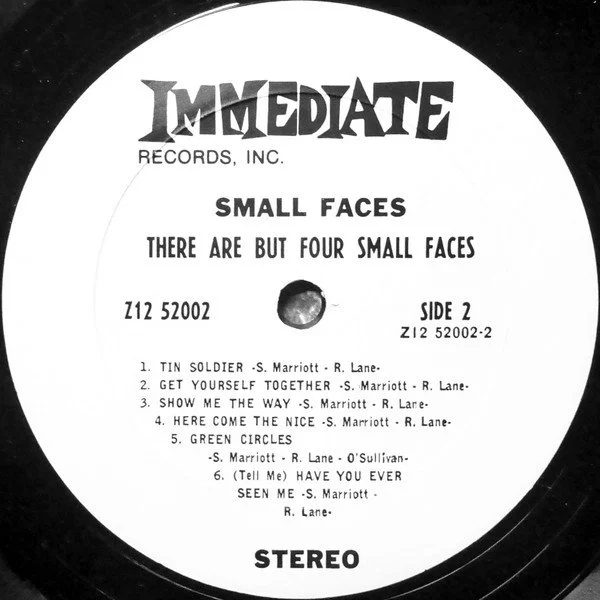 IMMEDIATE
RECORDS, INC.
SMALL FACES
THERE ARE BUT FOUR SMALL FACES
Z12 52002
SIDE 2
Z12 52002-2
1. TIN SOLDIER -S. Marriott - R. Lane-
2. GET YOURSELF TOGETHER -S. Marriott - R. Lane-
3. SHOW ME THE WAY -S. Marriott - R. Lane-
4. HERE COME THE NICE -S. Marriott - R. Lane-
5. GREEN CIRCLES
-S. Marriott - R. Lane - O'Sullivan-
6. (Tell Me) HAVE YOU EVER
SEEN ME -S. Marriott -
R. Lane-
STEREO